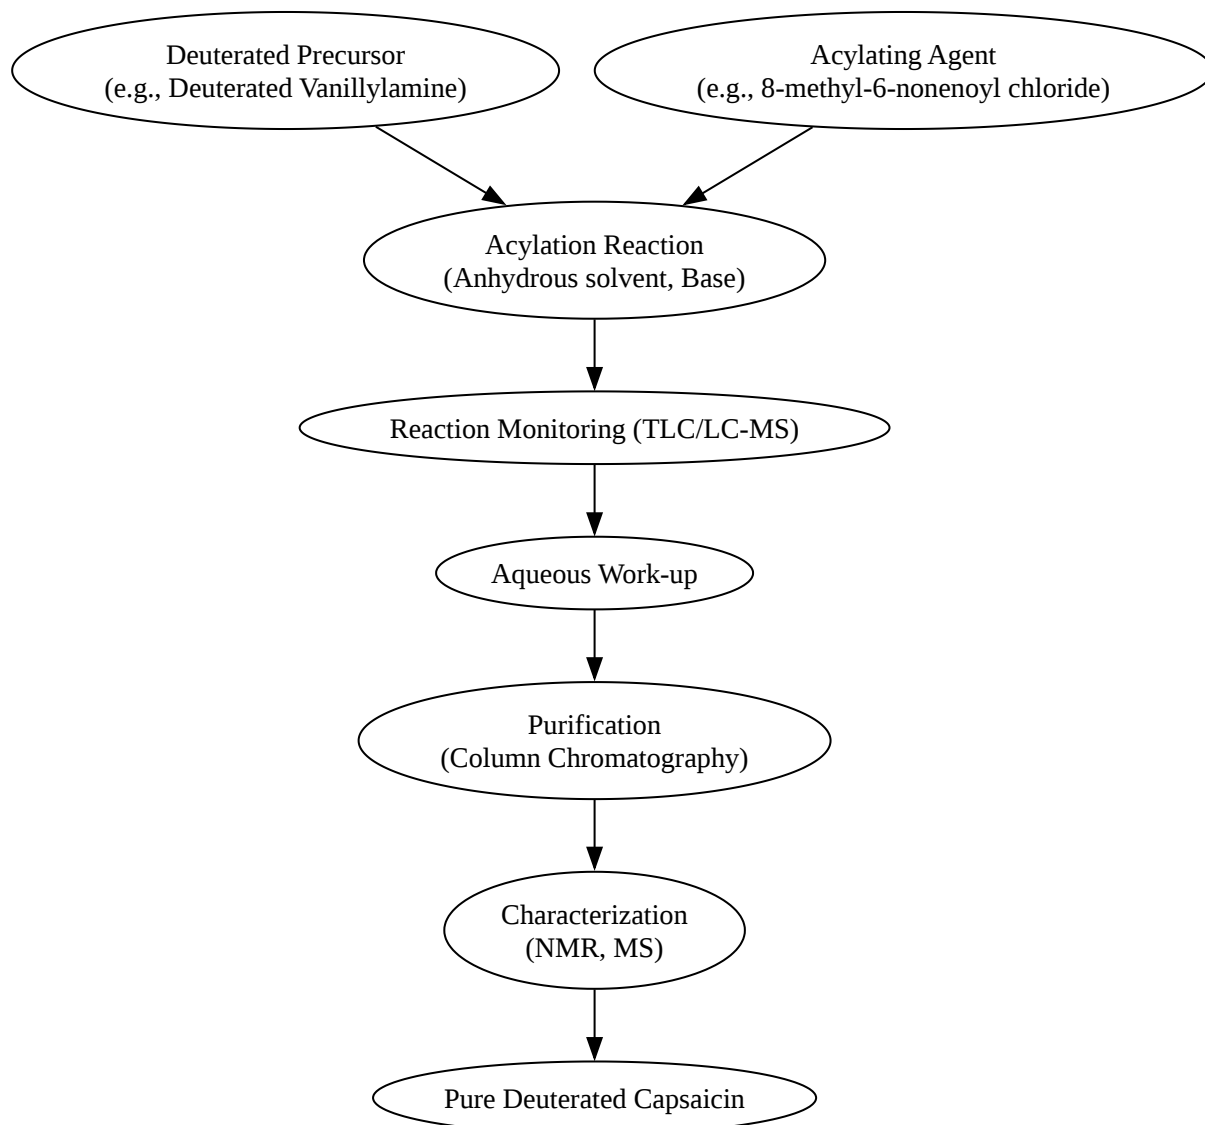 Deuterated Precursor
(e.g., Deuterated Vanillylamine)
Acylating Agent
(e.g., 8-methyl-6-nonenoyl chloride)
Acylation Reaction
(Anhydrous solvent, Base)
Reaction Monitoring (TLC/LC-MS)
Aqueous Work-up
Purification
(Column Chromatography)
Characterization
(NMR, MS)
Pure Deuterated Capsaicin